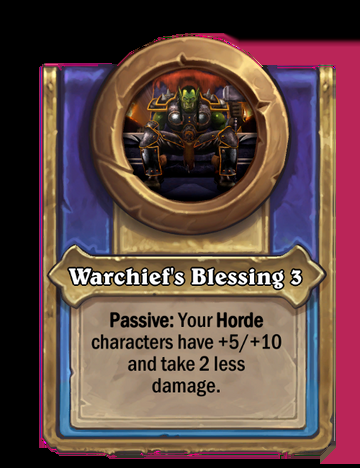 Warchief's Blessing 3
Passive: Your Horde
characters have +5/+10
and take 2 less
damage.